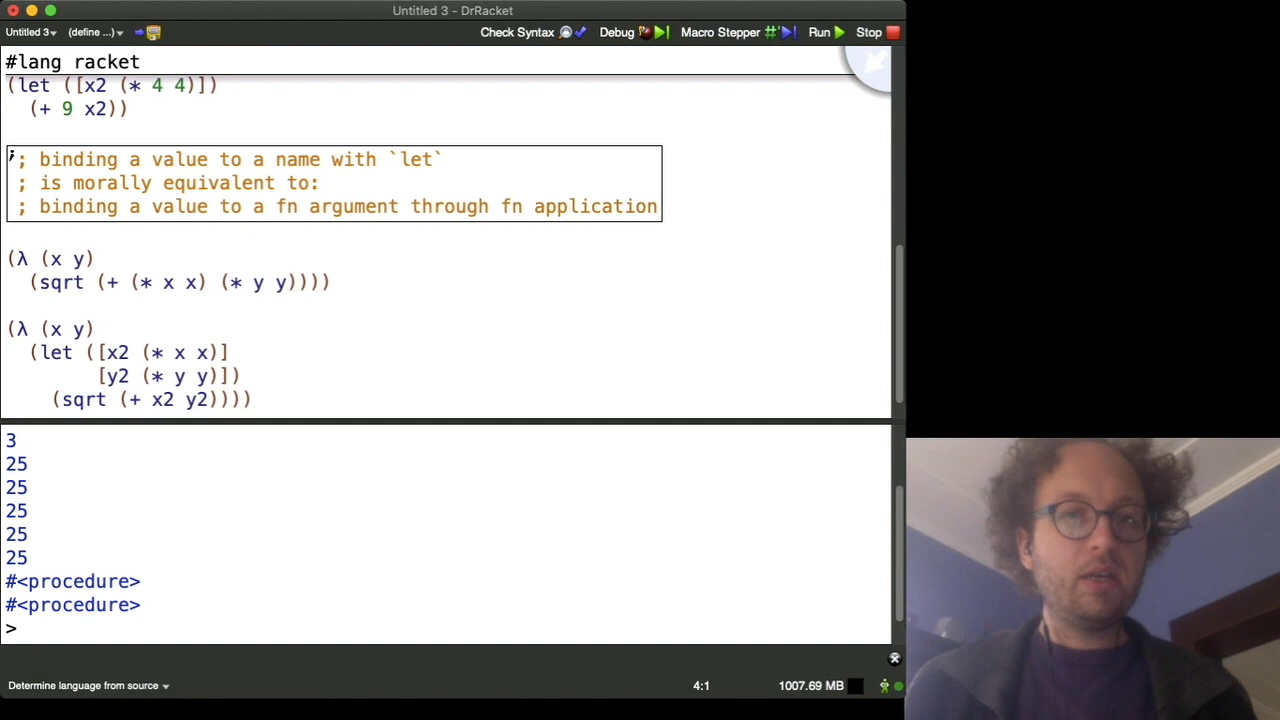 Untitled 3 - DrRacket
Untitled 3 (define ...) Check Syntax Debug Macro Stepper Run Stop
#lang racket
(let ([x2 (* 4 4)])
  (+ 9 x2))
;; binding a value to a name with `let`
; is morally equivalent to:
; binding a value to a fn argument through fn application
(λ (x y)
  (sqrt (+ (* x x) (* y y))))
(λ (x y)
  (let ([x2 (* x x)]
        [y2 (* y y)])
    (sqrt (+ x2 y2))))
3
25
25
25
25
25
#<procedure>
#<procedure>
>
Determine language from source 4:1 1007.69 MB